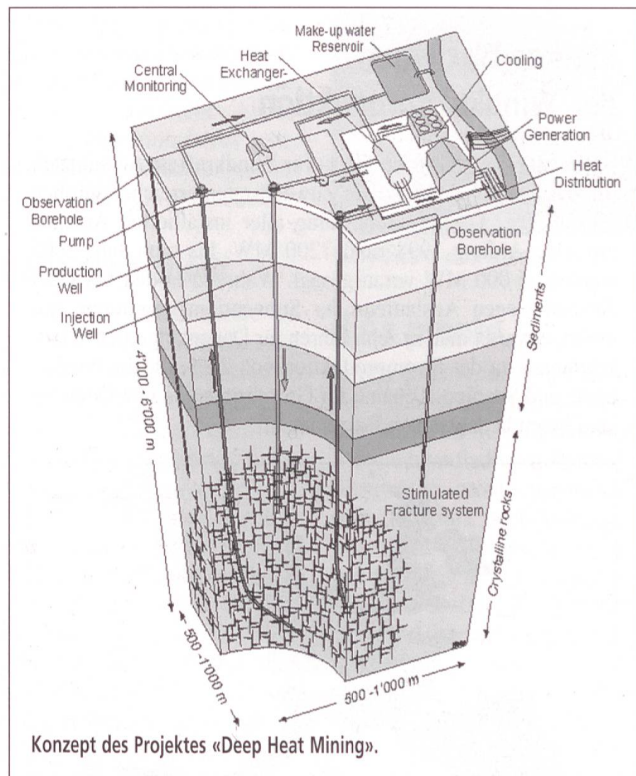 Make-up water
Reservoir
Heat
Exchanger-
Central
Monitoring
Cooling
Power
Generation
Heat
Distribution
Observation
Borehole
Pump
Production
Well
Injection
Well
Observation
Borehole
Sediments
4'000 - 6'000 m
Stimulated
Fracture system
Crystalline rocks
500 -1'000 m
500 -1'000 m
Konzept des Projektes «Deep Heat Mining».